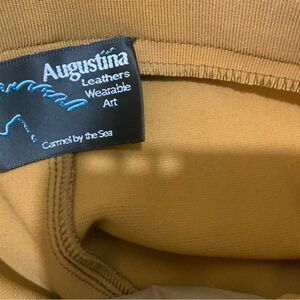 Augustina
Leathers
Wearable
Art
Carmel by the Sea